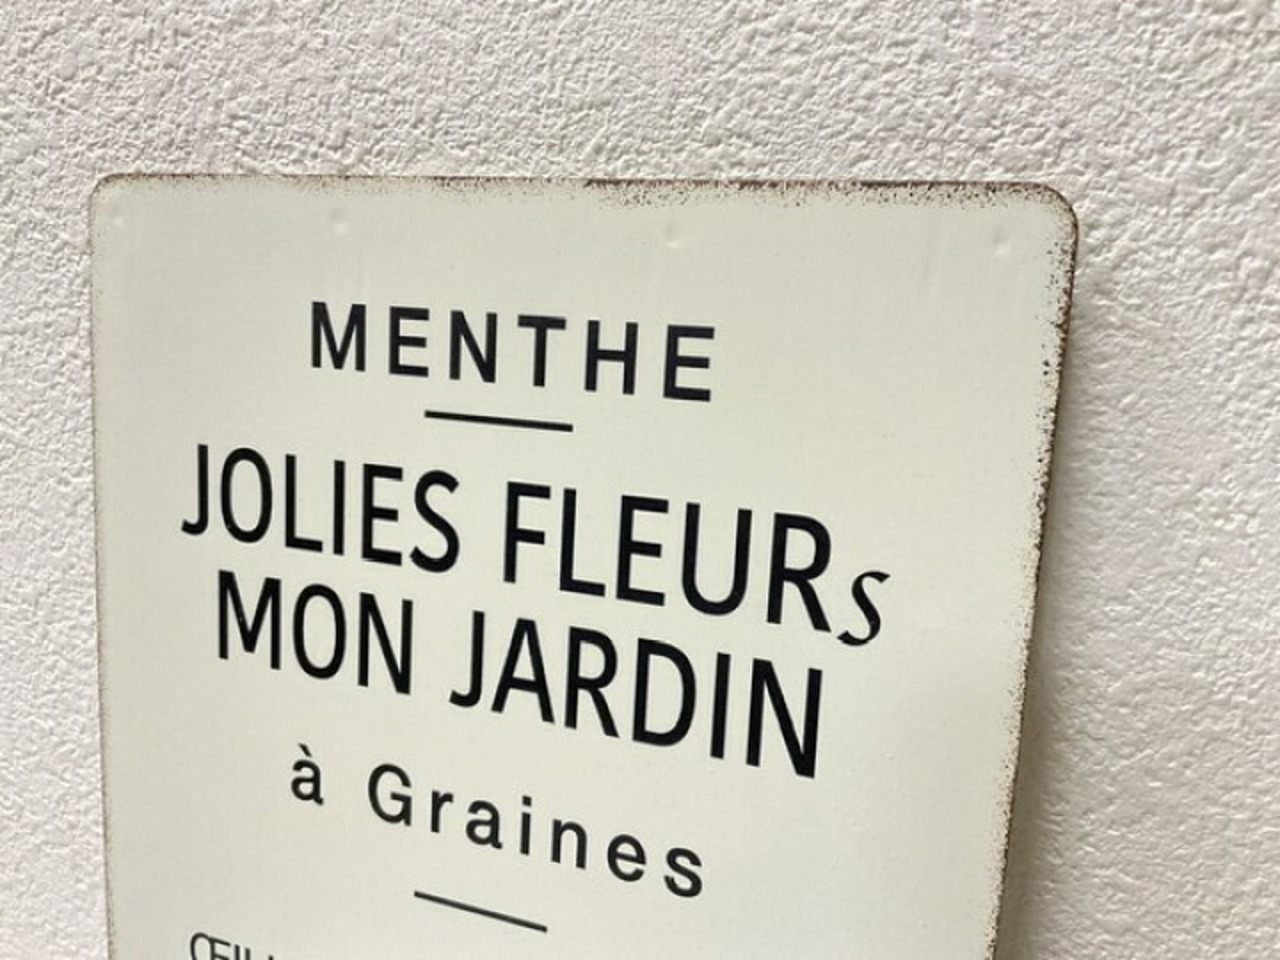 MENTHE
JOLIES FLEURs
MON JARDIN
à Graines